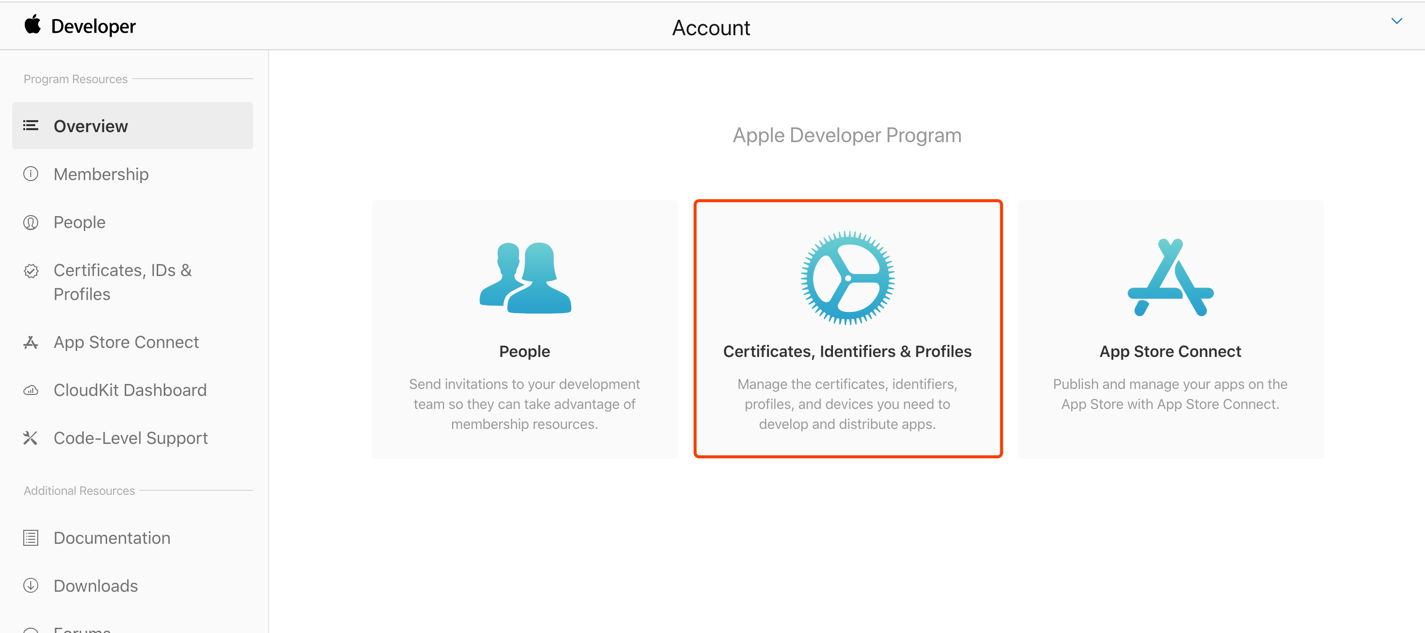 Developer
Account
Program Resources
Overview
Membership
People
Certificates, IDs &
Profiles
App Store Connect
CloudKit Dashboard
Code-Level Support
Additional Resources
Documentation
Downloads
Forums
Apple Developer Program
People
Send invitations to your development
team so they can take advantage of
membership resources.
Certificates, Identifiers & Profiles
Manage the certificates, identifiers,
profiles, and devices you need to
develop and distribute apps.
App Store Connect
Publish and manage your apps on the
App Store with App Store Connect.